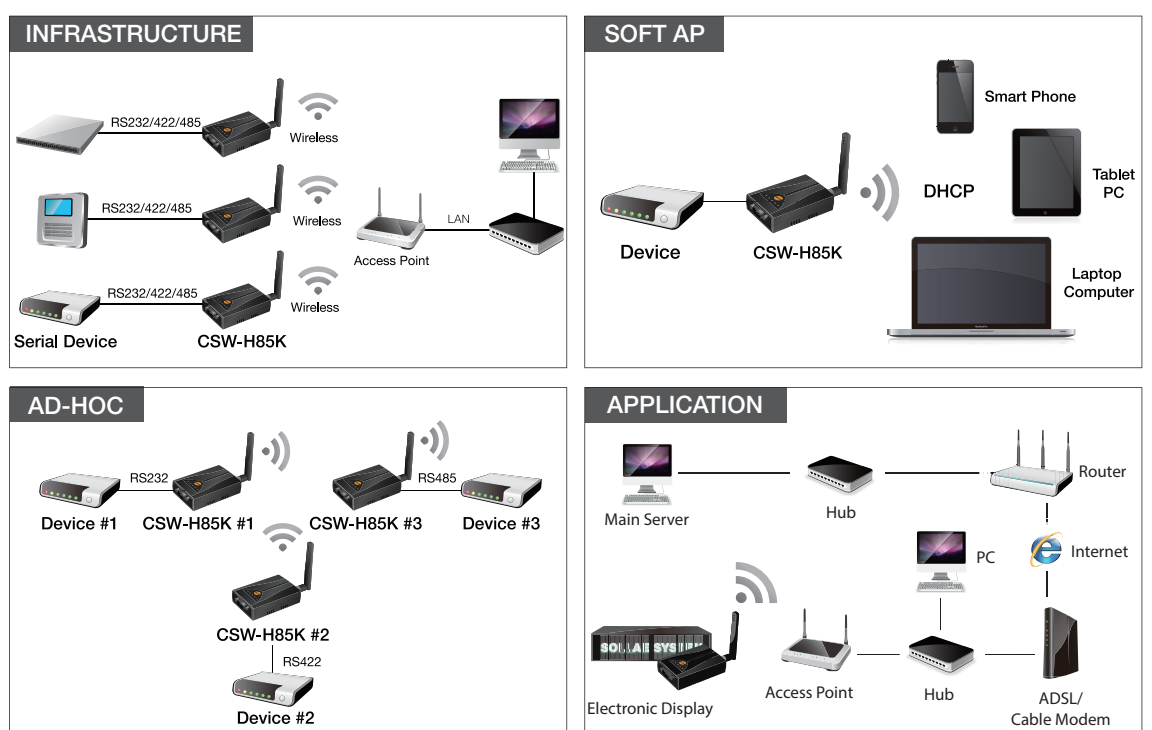 INFRASTRUCTURE
RS232/422/485
Wireless
RS232/422/485
Wireless
Access Point
LAN
RS232/422/485
Wireless
Serial Device
CSW-H85K
SOFT AP
Smart Phone
Tablet
PC
DHCP
Device
CSW-H85K
Laptop
Computer
AD-HOC
RS232
RS485
Device #1
CSW-H85K #1
CSW-H85K #3
Device #3
CSW-H85K #2
RS422
Device #2
APPLICATION
Main Server
Hub
Router
Internet
PC
Electronic Display
Access Point
Hub
ADSL/
Cable Modem